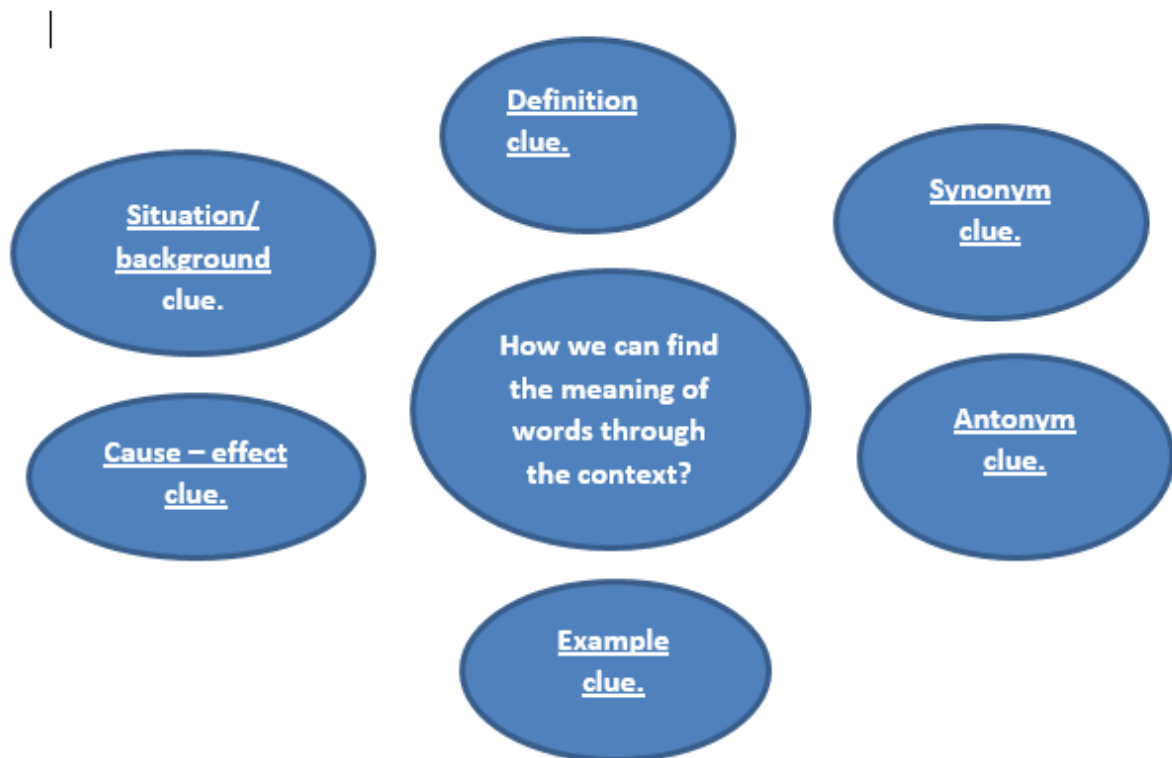 Definition
clue.
Synonym
clue.
Situation/
background
clue.
How we can find
the meaning of
words through
the context?
Antonym
clue.
Cause – effect
clue.
Example
clue.